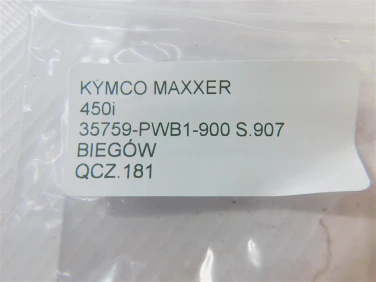 KYMCO MAXXER
450i
35759-PWB1-900 S.907
BIEGÓW
QCZ.181